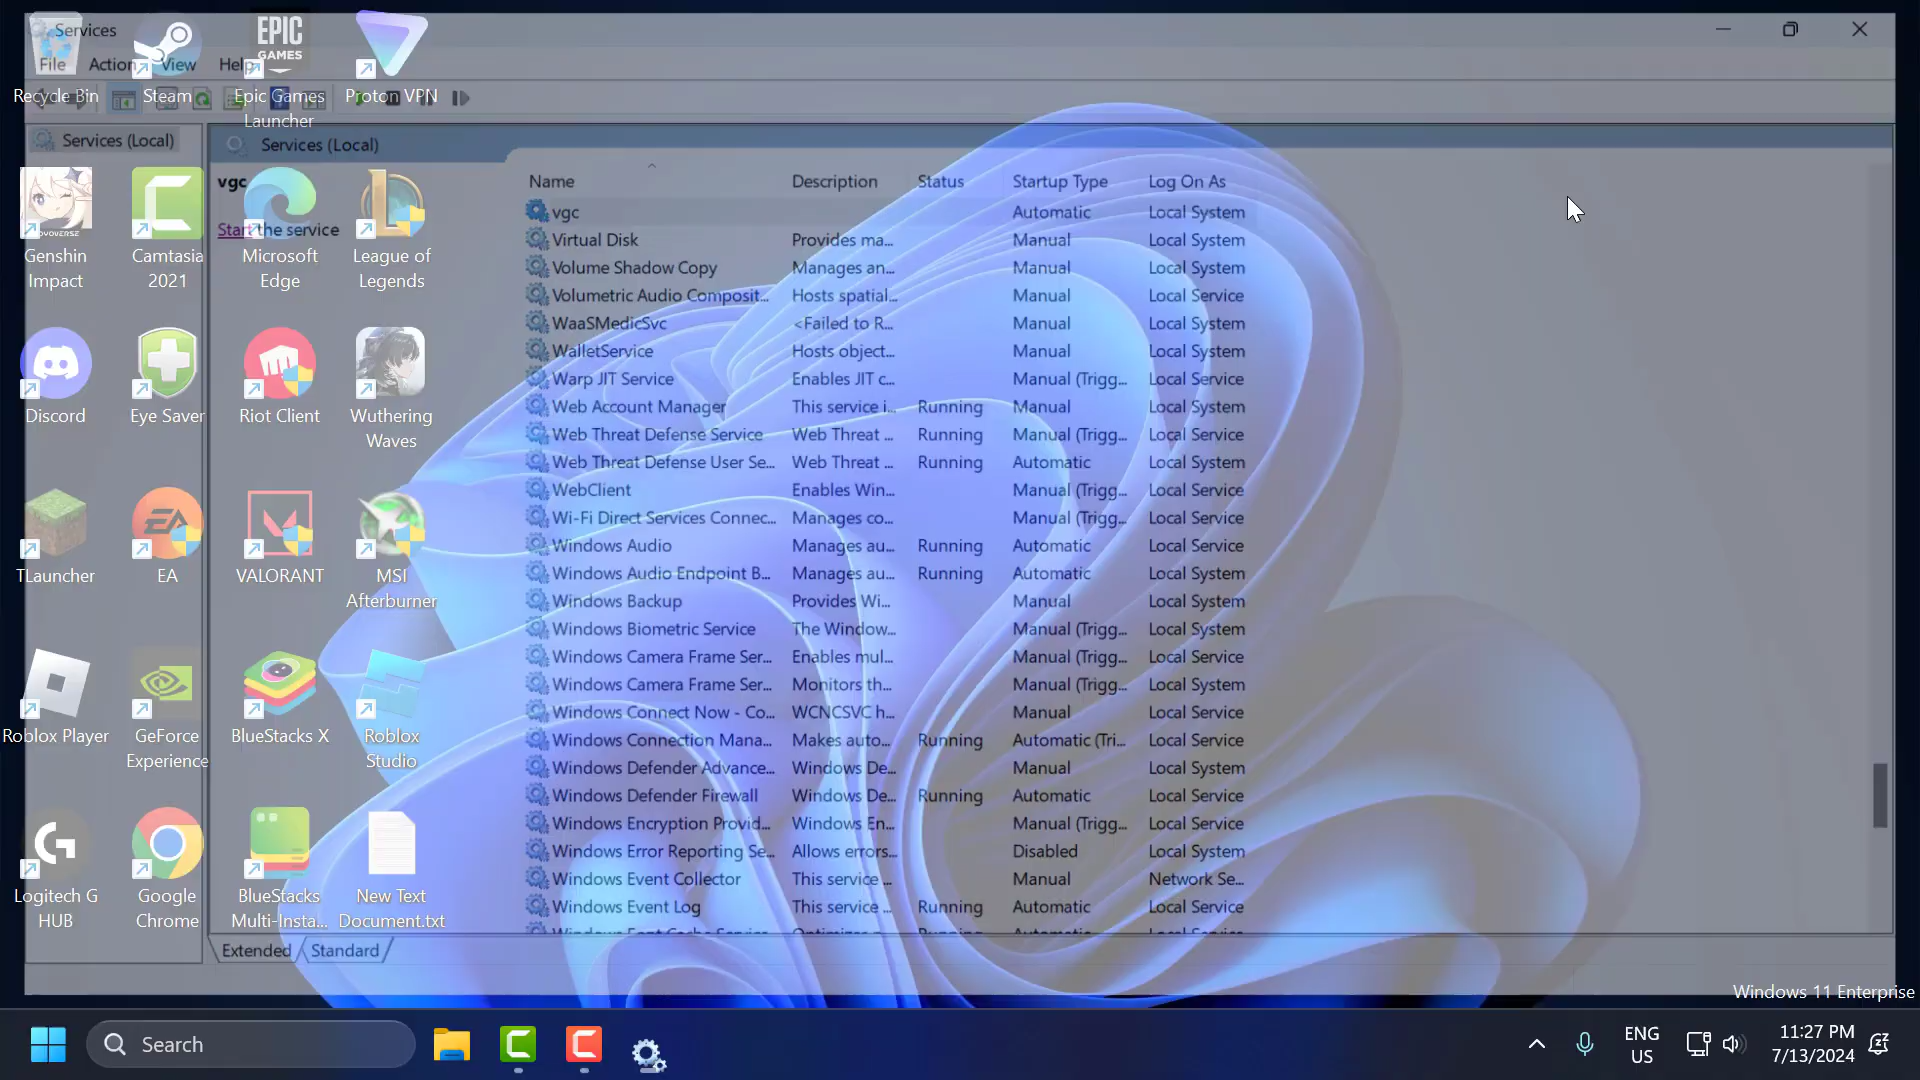 Services
File Action View Help
Services (Local)
Services (Local)
vgc
Start the service
Name Description Status Startup Type Log On As
vgc Automatic Local System
Virtual Disk Provides ma... Manual Local System
Volume Shadow Copy Manages an... Manual Local System
Volumetric Audio Composit... Hosts spatial... Manual Local Service
WaaSMedicSvc <Failed to R... Manual Local System
WalletService Hosts object... Manual Local System
Warp JIT Service Enables JIT c... Manual (Trigg... Local Service
Web Account Manager This service i... Running Manual Local System
Web Threat Defense Service Web Threat ... Running Manual (Trigg... Local Service
Web Threat Defense User Se... Web Threat ... Running Automatic Local System
WebClient Enables Win... Manual (Trigg... Local Service
Wi-Fi Direct Services Connec... Manages co... Manual (Trigg... Local Service
Windows Audio Manages au... Running Automatic Local Service
Windows Audio Endpoint B... Manages au... Running Automatic Local System
Windows Backup Provides Wi... Manual Local System
Windows Biometric Service The Window... Manual (Trigg... Local System
Windows Camera Frame Ser... Enables mul... Manual (Trigg... Local Service
Windows Camera Frame Ser... Monitors th... Manual (Trigg... Local System
Windows Connect Now - Co... WCNCSVC h... Manual Local Service
Windows Connection Mana... Makes auto... Running Automatic (Tri... Local Service
Windows Defender Advance... Windows De... Manual Local System
Windows Defender Firewall Windows De... Running Automatic Local Service
Windows Encryption Provid... Windows En... Manual (Trigg... Local Service
Windows Error Reporting Se... Allows errors... Disabled Local System
Windows Event Collector This service ... Manual Network Se...
Windows Event Log This service ... Running Automatic Local Service
Extended Standard
EPIC
GAMES
Recycle Bin Steam Epic Games Proton VPN
Launcher
Genshin Camtasia Microsoft League of
Impact 2021 Edge Legends
Discord Eye Saver Riot Client Wuthering
Waves
EA
TLauncher EA VALORANT MSI
Afterburner
Roblox Player GeForce BlueStacks X Roblox
Experience Studio
Logitech G Google BlueStacks New Text
HUB Chrome Multi-Insta... Document.txt
Windows 11 Enterprise
Search
ENG
US
11:27 PM
7/13/2024